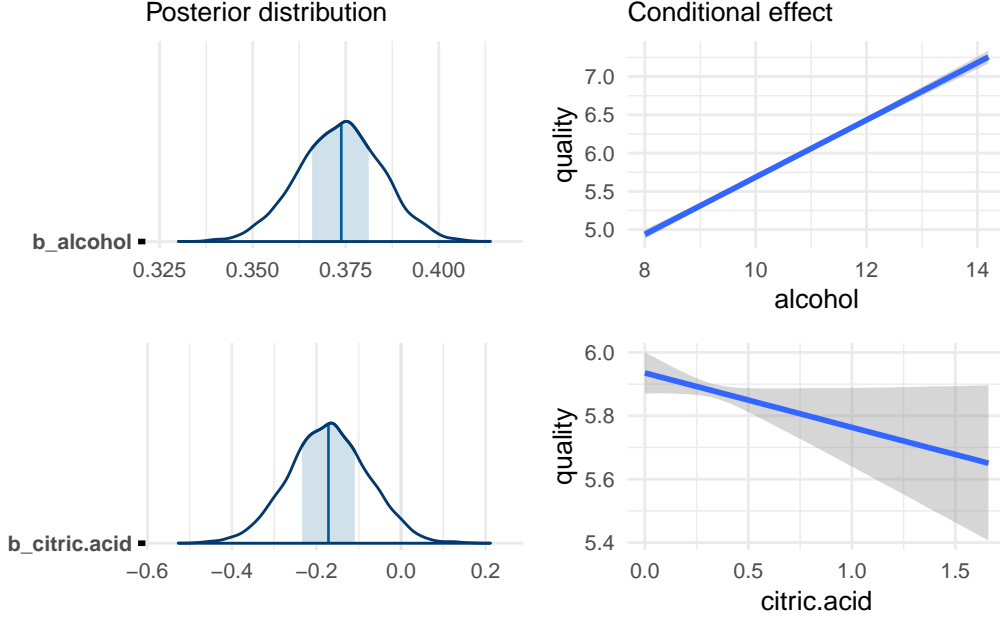 Posterior distribution
b_alcohol
0.325 0.350 0.375 0.400
Conditional effect
quality
7.0
6.5
6.0
5.5
5.0
8 10 12 14
alcohol
b_citric.acid
−0.6 −0.4 −0.2 0.0 0.2
quality
6.0
5.8
5.6
5.4
0.0 0.5 1.0 1.5
citric.acid